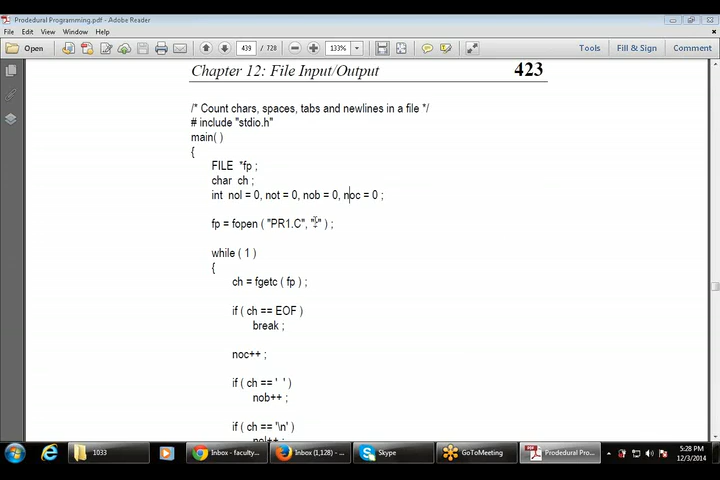 Prodedural Programming.pdf - Adobe Reader
File Edit View Window Help
Open 439 / 728 133% Tools Fill & Sign Comment
Chapter 12: File Input/Output 423
/* Count chars, spaces, tabs and newlines in a file */
# include "stdio.h"
main( )
{
FILE *fp ;
char ch ;
int nol = 0, not = 0, nob = 0, noc = 0 ;
fp = fopen ( "PR1.C", " " ) ;
while ( 1 )
{
ch = fgetc ( fp ) ;
if ( ch == EOF )
break ;
noc++ ;
if ( ch == ' ' )
nob++ ;
if ( ch == '\n' )
nol++ ;
1033 Inbox - faculty... Inbox (1,128) - m... Skype GoToMeeting Prodedural Pro...
5:28 PM
12/3/2014